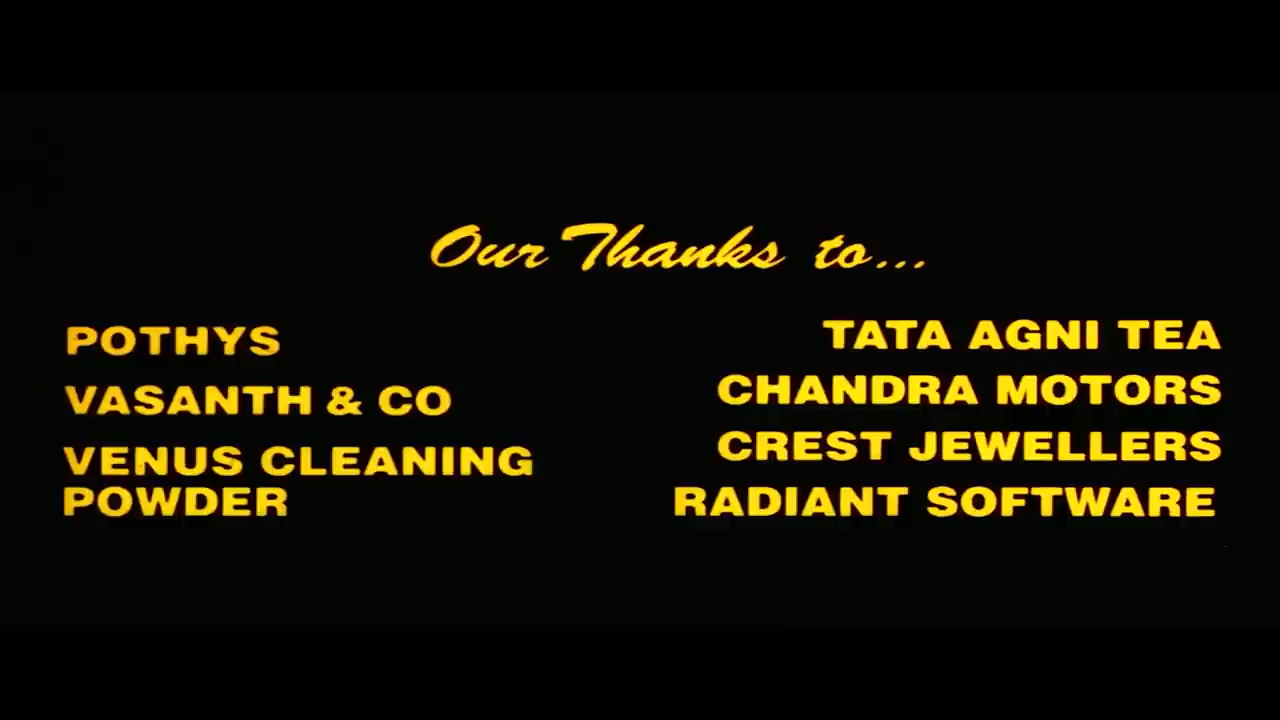 Our Thanks to...
POTHYS
VASANTH & CO
VENUS CLEANING
POWDER
TATA AGNI TEA
CHANDRA MOTORS
CREST JEWELLERS
RADIANT SOFTWARE